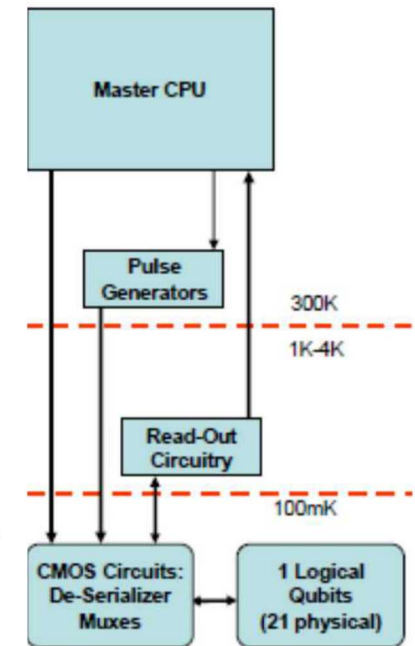 Master CPU
Pulse
Generators
300K
1K-4K
Read-Out
Circuitry
100mK
CMOS Circuits:
De-Serializer
Muxes
1 Logical
Qubits
(21 physical)